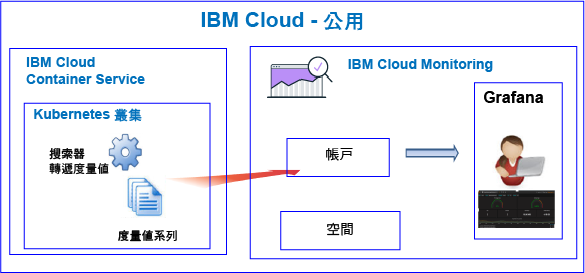 IBM Cloud - 公用
IBM Cloud
Container Service
Kubernetes 叢集
搜索器
轉遞度量值
度量值系列
IBM Cloud Monitoring
帳戶
空間
Grafana